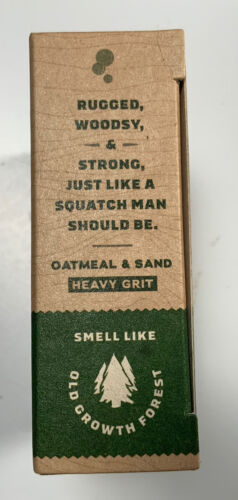 RUGGED,
WOODSY,
&
STRONG,
JUST LIKE A
SQUATCH MAN
SHOULD BE.
OATMEAL & SAND
HEAVY GRIT
SMELL LIKE
OLD GROWTH FOREST